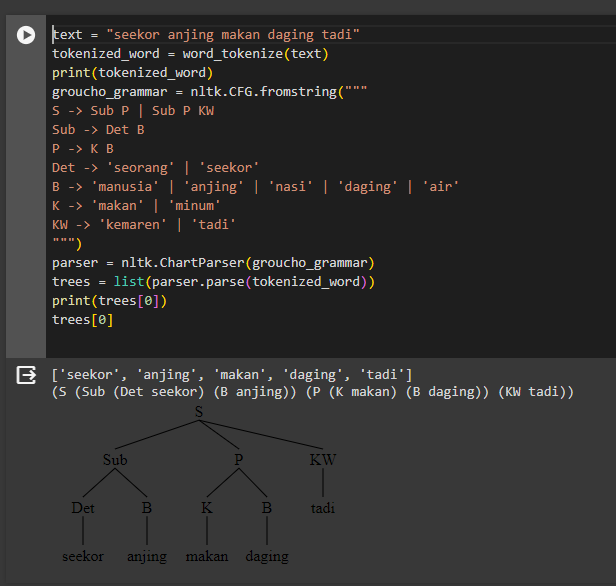 text = "seekor anjing makan daging tadi"
tokenized_word = word_tokenize(text)
print(tokenized_word)
groucho_grammar = nltk.CFG.fromstring("""
S -> Sub P | Sub P KW
Sub -> Det B
P -> K B
Det -> 'seorang' | 'seekor'
B -> 'manusia' | 'anjing' | 'nasi' | 'daging' | 'air'
K -> 'makan' | 'minum'
KW -> 'kemaren' | 'tadi'
""")
parser = nltk.ChartParser(groucho_grammar)
trees = list(parser.parse(tokenized_word))
print(trees[0])
trees[0]
['seekor', 'anjing', 'makan', 'daging', 'tadi']
(S (Sub (Det seekor) (B anjing)) (P (K makan) (B daging)) (KW tadi))
S
Sub P KW
Det B K B tadi
seekor anjing makan daging